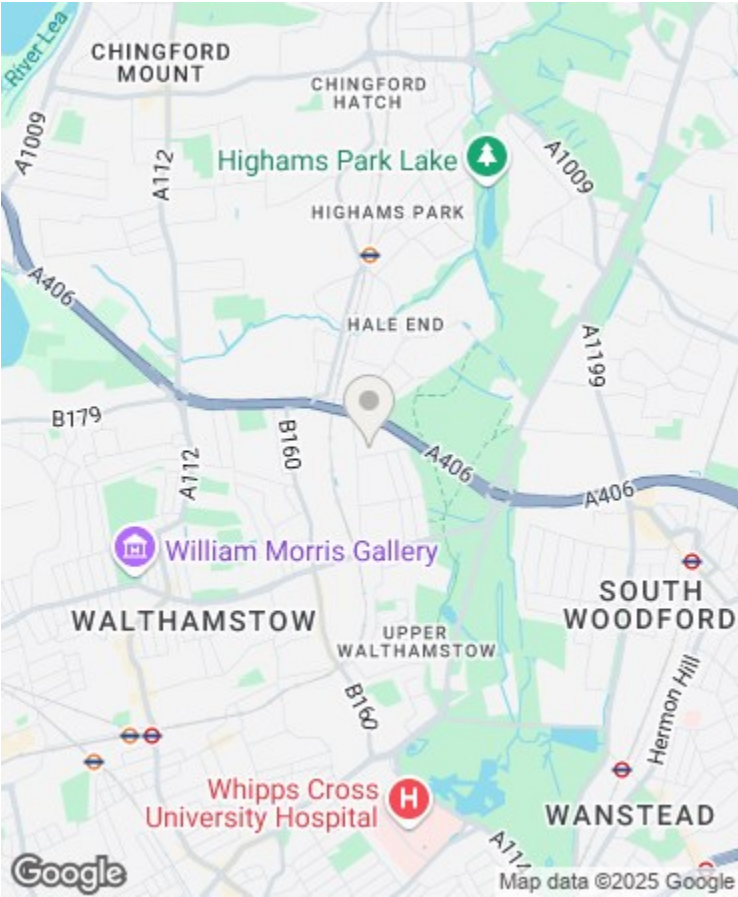 River Lea
CHINGFORD
MOUNT
CHINGFORD
HATCH
A1009
A112
Highams Park Lake
A1009
HIGHAMS PARK
A406
HALE END
A1199
B179
B160
A406
A112
A406
William Morris Gallery
SOUTH
WOODFORD
WALTHAMSTOW
UPPER
WALTHAMSTOW
B160
Hermon Hill
Whipps Cross
University Hospital
H
WANSTEAD
A114
Google
Map data ©2025 Google